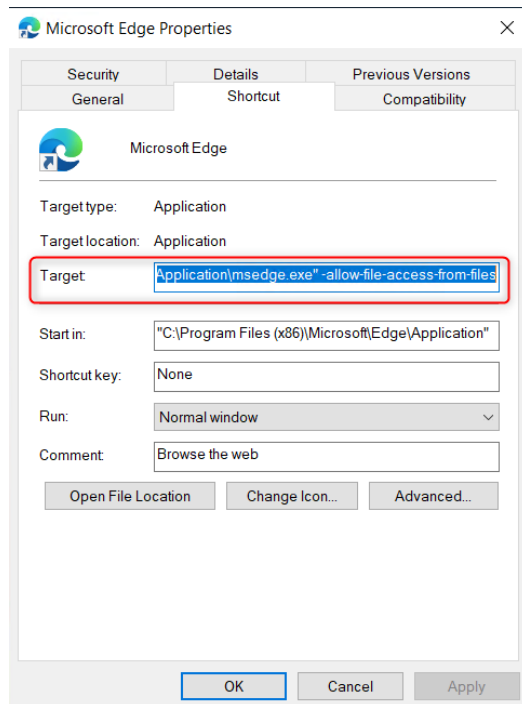 Microsoft Edge Properties
Security Details Previous Versions
General Shortcut Compatibility
Microsoft Edge
Target type: Application
Target location: Application
Target: Application\msedge.exe" -allow-file-access-from-files
Start in: "C:\Program Files (x86)\Microsoft\Edge\Application"
Shortcut key: None
Run: Normal window
Comment: Browse the web
Open File Location Change Icon... Advanced...
OK Cancel Apply